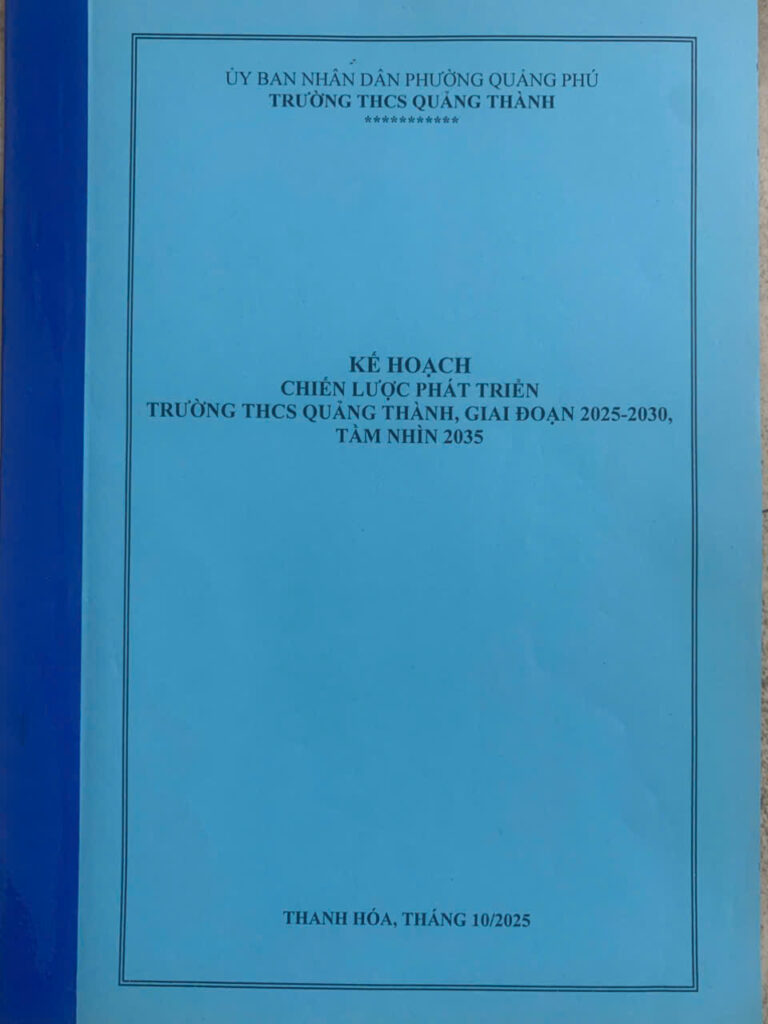 ỦY BAN NHÂN DÂN PHƯỜNG QUẢNG PHÚ
TRƯỜNG THCS QUẢNG THÀNH
***********
KẾ HOẠCH
CHIẾN LƯỢC PHÁT TRIỂN
TRƯỜNG THCS QUẢNG THÀNH, GIAI ĐOẠN 2025-2030,
TẦM NHÌN 2035
THANH HÓA, THÁNG 10/2025